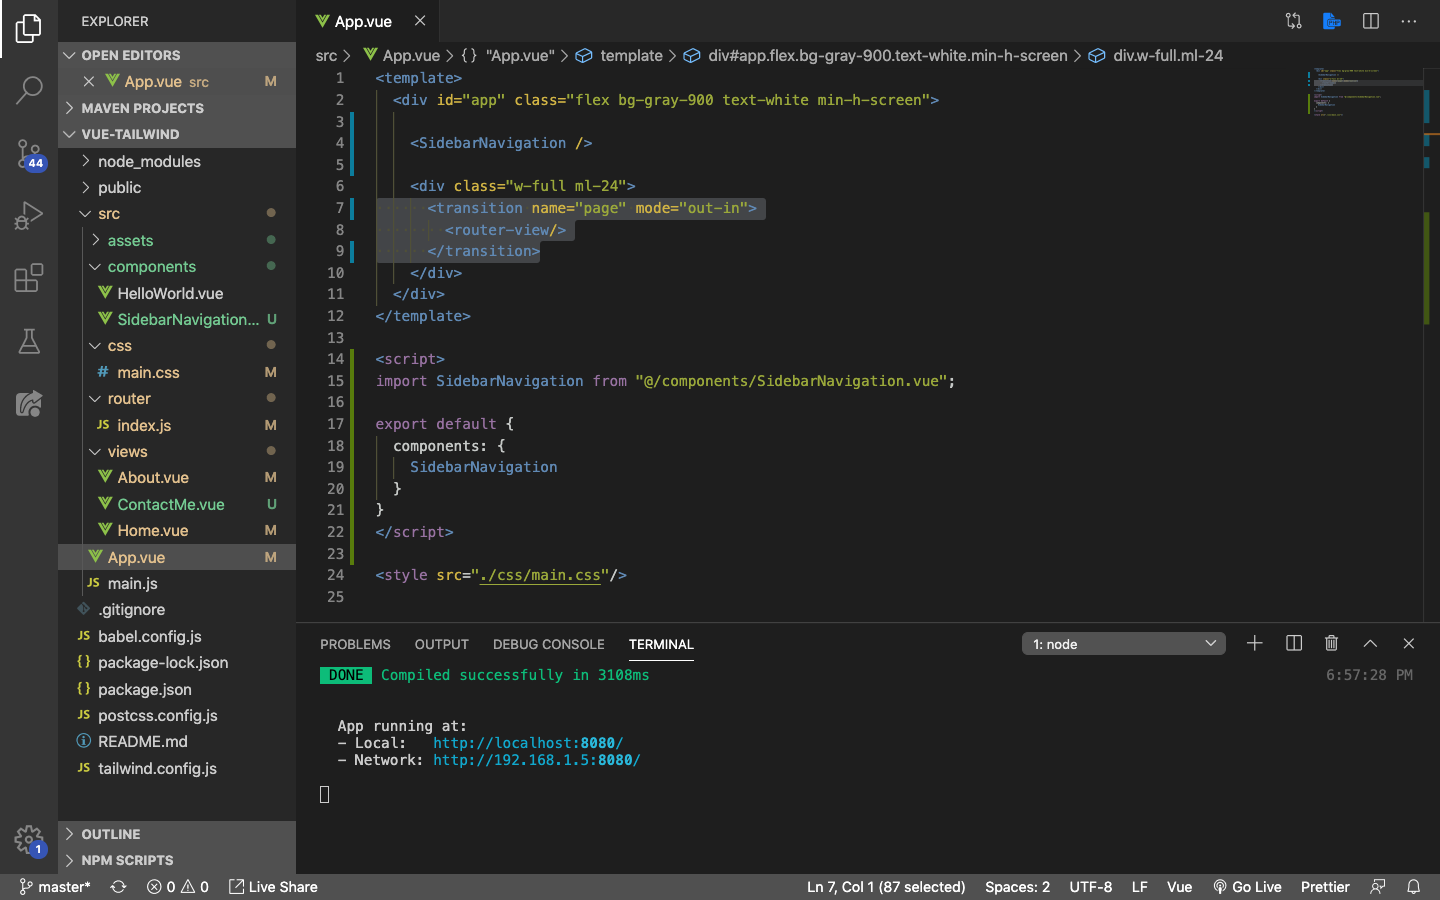 EXPLORER
OPEN EDITORS
App.vue src M
MAVEN PROJECTS
VUE-TAILWIND
44
node_modules
public
src
assets
components
HelloWorld.vue
SidebarNavigation... U
css
# main.css M
router
JS index.js M
views
About.vue M
ContactMe.vue U
Home.vue M
App.vue M
JS main.js
.gitignore
JS babel.config.js
{} package-lock.json
{} package.json
JS postcss.config.js
README.md
JS tailwind.config.js
OUTLINE
1
NPM SCRIPTS
App.vue
src > App.vue > {} "App.vue" > template > div#app.flex.bg-gray-900.text-white.min-h-screen > div.w-full.ml-24
1 <template>
2 <div id="app" class="flex bg-gray-900 text-white min-h-screen">
3
4 <SidebarNavigation />
5
6 <div class="w-full ml-24">
7 <transition name="page" mode="out-in">
8 <router-view/>
9 </transition>
10 </div>
11 </div>
12 </template>
13
14 <script>
15 import SidebarNavigation from "@/components/SidebarNavigation.vue";
16
17 export default {
18 components: {
19 SidebarNavigation
20 }
21 }
22 </script>
23
24 <style src="./css/main.css"/>
25
PROBLEMS OUTPUT DEBUG CONSOLE TERMINAL 1: node
DONE Compiled successfully in 3108ms 6:57:28 PM
App running at:
- Local: http://localhost:8080/
- Network: http://192.168.1.5:8080/
master* 0 0 Live Share Ln 7, Col 1 (87 selected) Spaces: 2 UTF-8 LF Vue Go Live Prettier